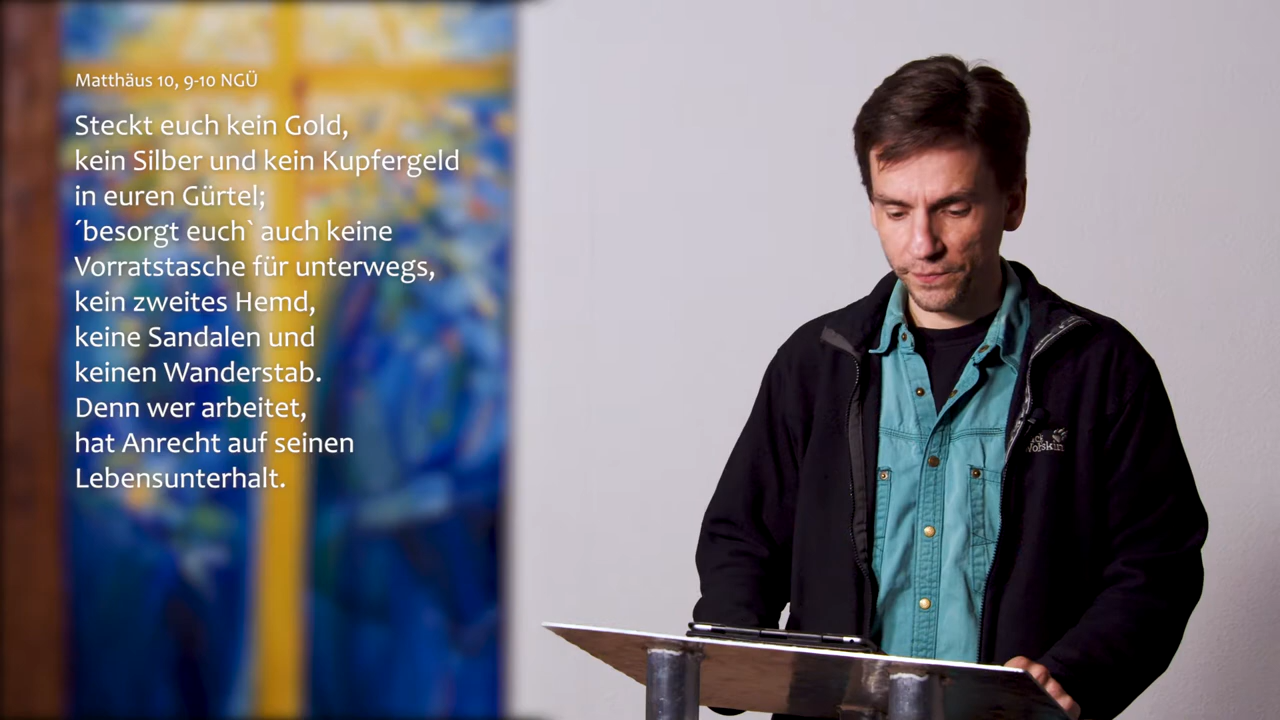 Matthäus 10, 9-10 NGÜ
Steckt euch kein Gold,
kein Silber und kein Kupfergeld
in euren Gürtel;
´besorgt euch` auch keine
Vorratstasche für unterwegs,
kein zweites Hemd,
keine Sandalen und
keinen Wanderstab.
Denn wer arbeitet,
hat Anrecht auf seinen
Lebensunterhalt.